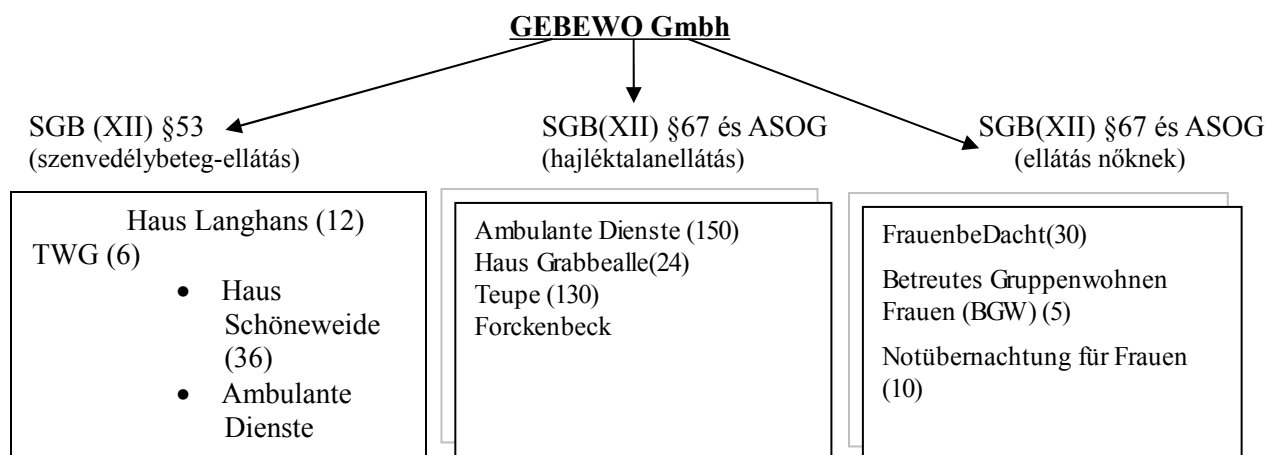 GEBEWO Gmbh
SGB (XII) §53
(szenvedélybeteg-ellátás)
SGB(XII) §67 és ASOG
(hajléktalanellátás)
SGB(XII) §67 és ASOG
(ellátás nőknek)
Haus Langhans (12)
TWG (6)
• Haus
Schöneweide
(36)
• Ambulante
Dienste
Ambulante Dienste (150)
Haus Grabbealle(24)
Teupe (130)
Forckenbeck
FrauenbeDacht(30)
Betreutes Gruppenwohnen
Frauen (BGW) (5)
Notübernachtung für Frauen
(10)